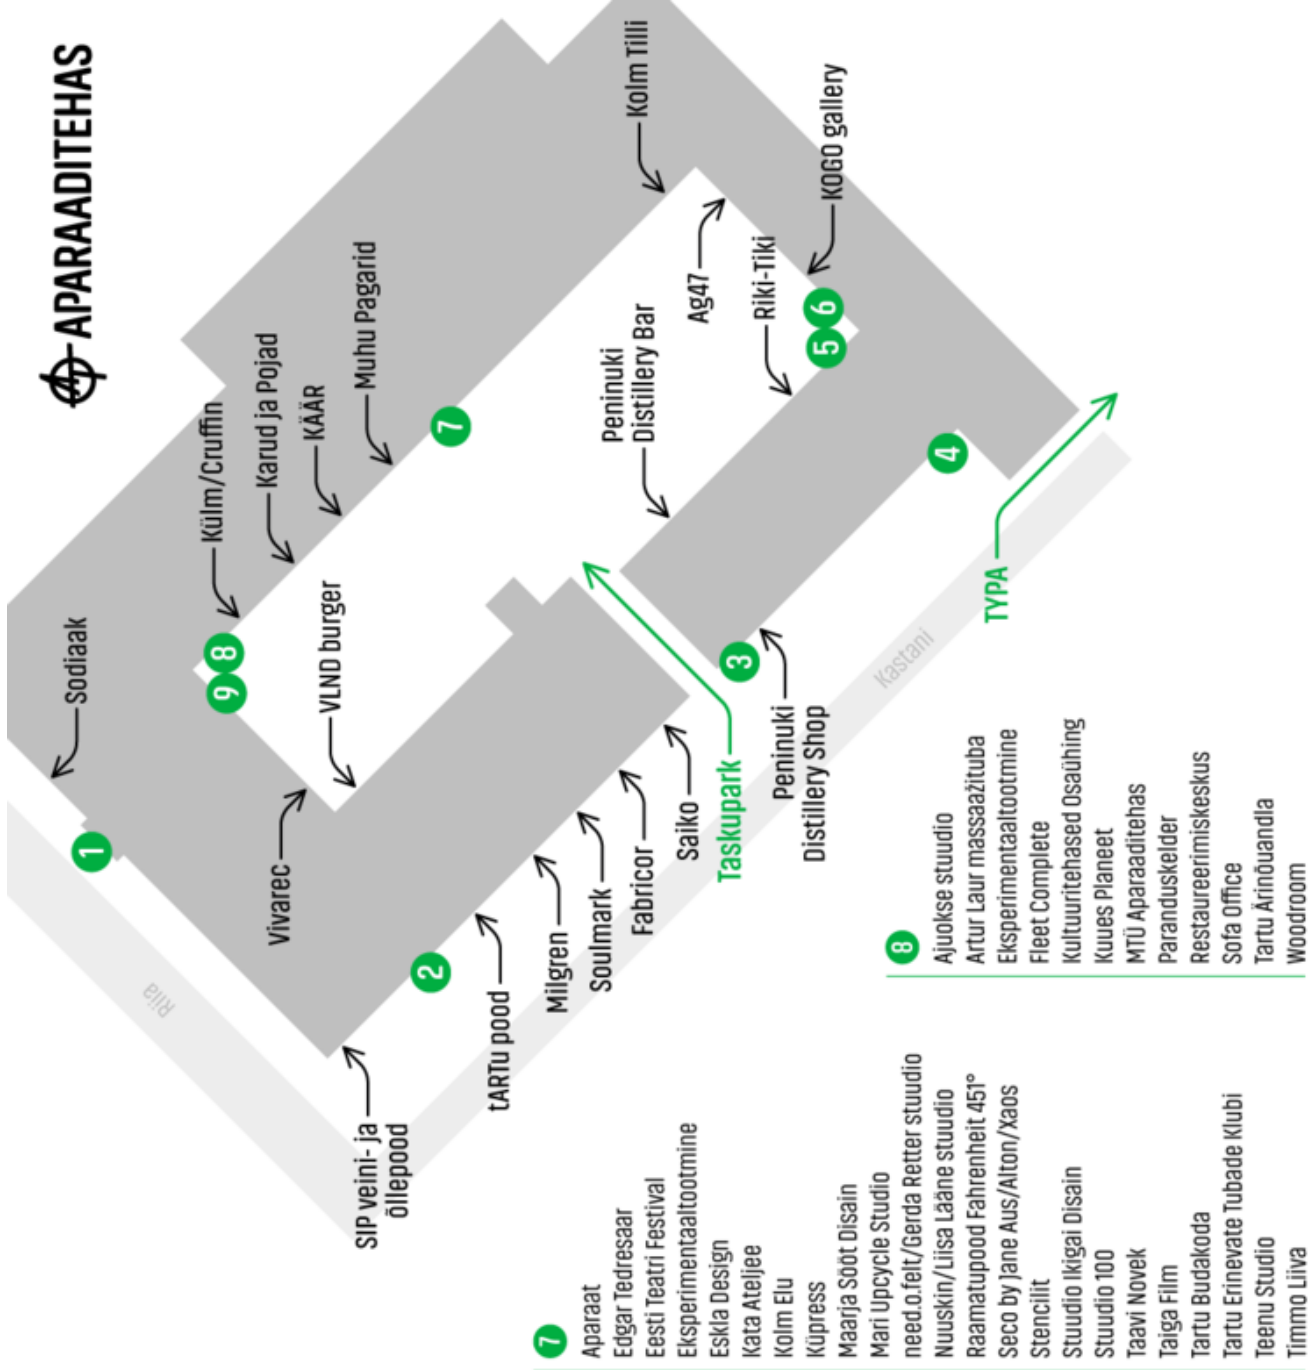 APARAADITEHAS
Sodiaak
Külm/Cruffin
Karud ja Pojad
KÄÄR
Muhu Pagarid
Kolm Tilli
KOGO gallery
Ag47
Riki-Tiki
Peninuki
Distillery Bar
VLND burger
Vivarec
1
9
8
7
6
5
4
3
2
Riia
SIP veini- ja
õllepood
tARTu pood
Milgren
Soulmark
Fabricor
Saiko
Taskupark
Peninuki
Distillery Shop
Kastani
TYPA
7
Aparaat
Edgar Tedresaar
Eesti Teatri Festival
Eksperimentaaltootmine
Eskla Design
Kata Ateljee
Kolm Elu
Küpress
Maarja Sööt Disain
Mari Upcycle Studio
need.o.felt/Gerda Retter stuudio
Nuuskin/Liisa Lääne stuudio
Raamatupood Fahrenheit 451°
Seco by Jane Aus/Alton/Xaos
Stencilit
Stuudio Ikigai Disain
Stuudio 100
Taavi Novek
Taiga Film
Tartu Budakoda
Tartu Erinevate Tubade Klubi
Teenu Studio
Timmo Liiva
8
Ajuokse stuudio
Artur Laur massaažituba
Eksperimentaaltootmine
Fleet Complete
Kultuuritehased Osaühing
Kuues Planeet
MTÜ Aparaaditehas
Paranduskelder
Restaureerimiskeskus
Sofa Office
Tartu Ärinõuandla
Woodroom